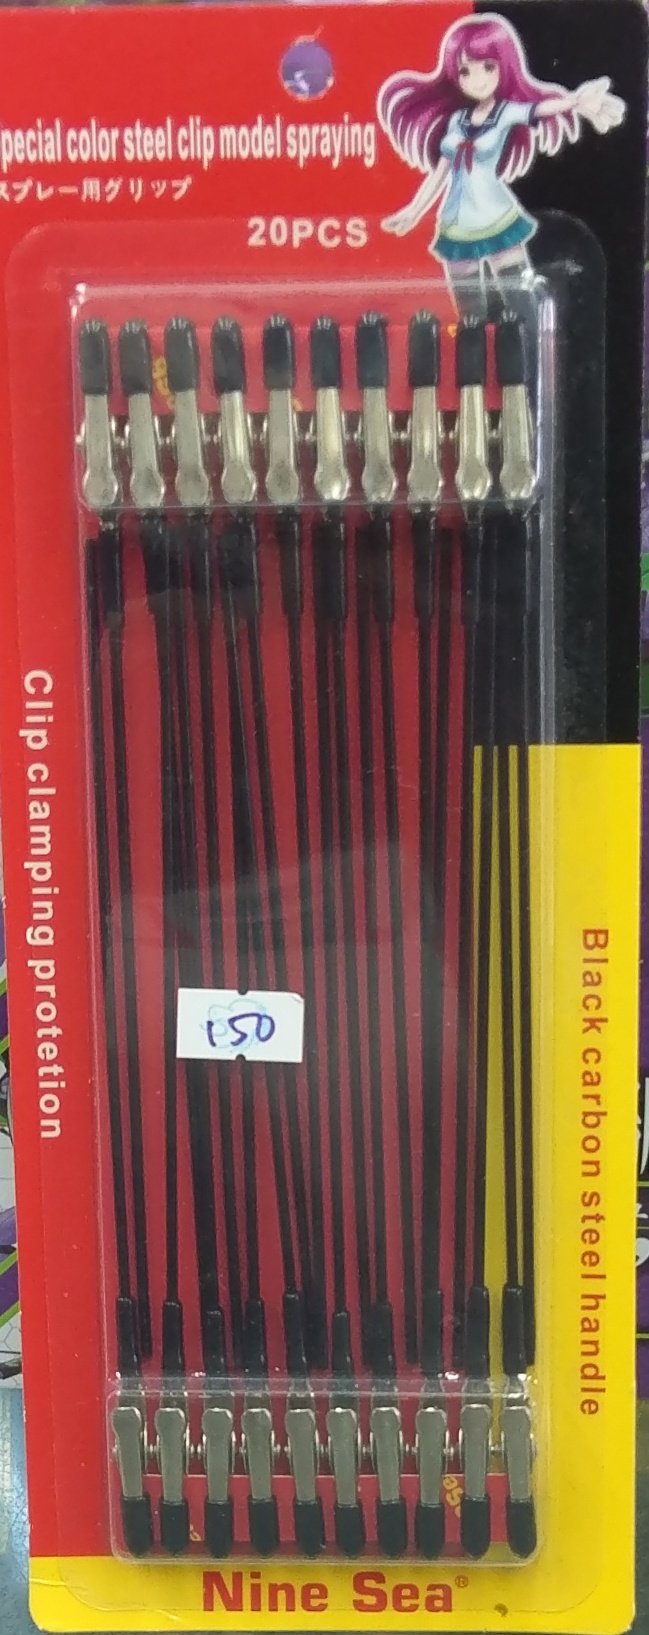 pecial color steel clip model spraying
スプレー用グリップ
20PCS
Clip clamping protetion
150
Black carbon steel handle
Nine Sea®